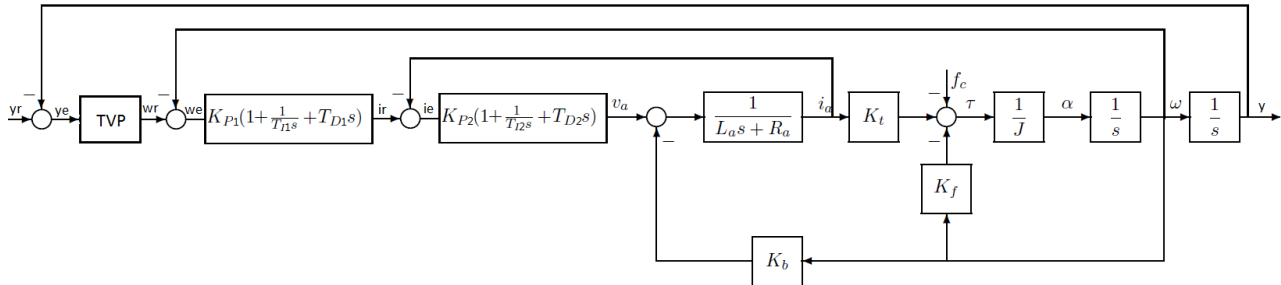 yr
−
ye
TVP
wr
−
we
K_{P1}(1+\frac{1}{T_{I1}s}+T_{D1}s)
ir
−
ie
K_{P2}(1+\frac{1}{T_{I2}s}+T_{D2}s)
v_a
−
\frac{1}{L_a s + R_a}
i_a
K_t
−
f_c
−
τ
\frac{1}{J}
α
\frac{1}{s}
ω
\frac{1}{s}
y
K_f
K_b